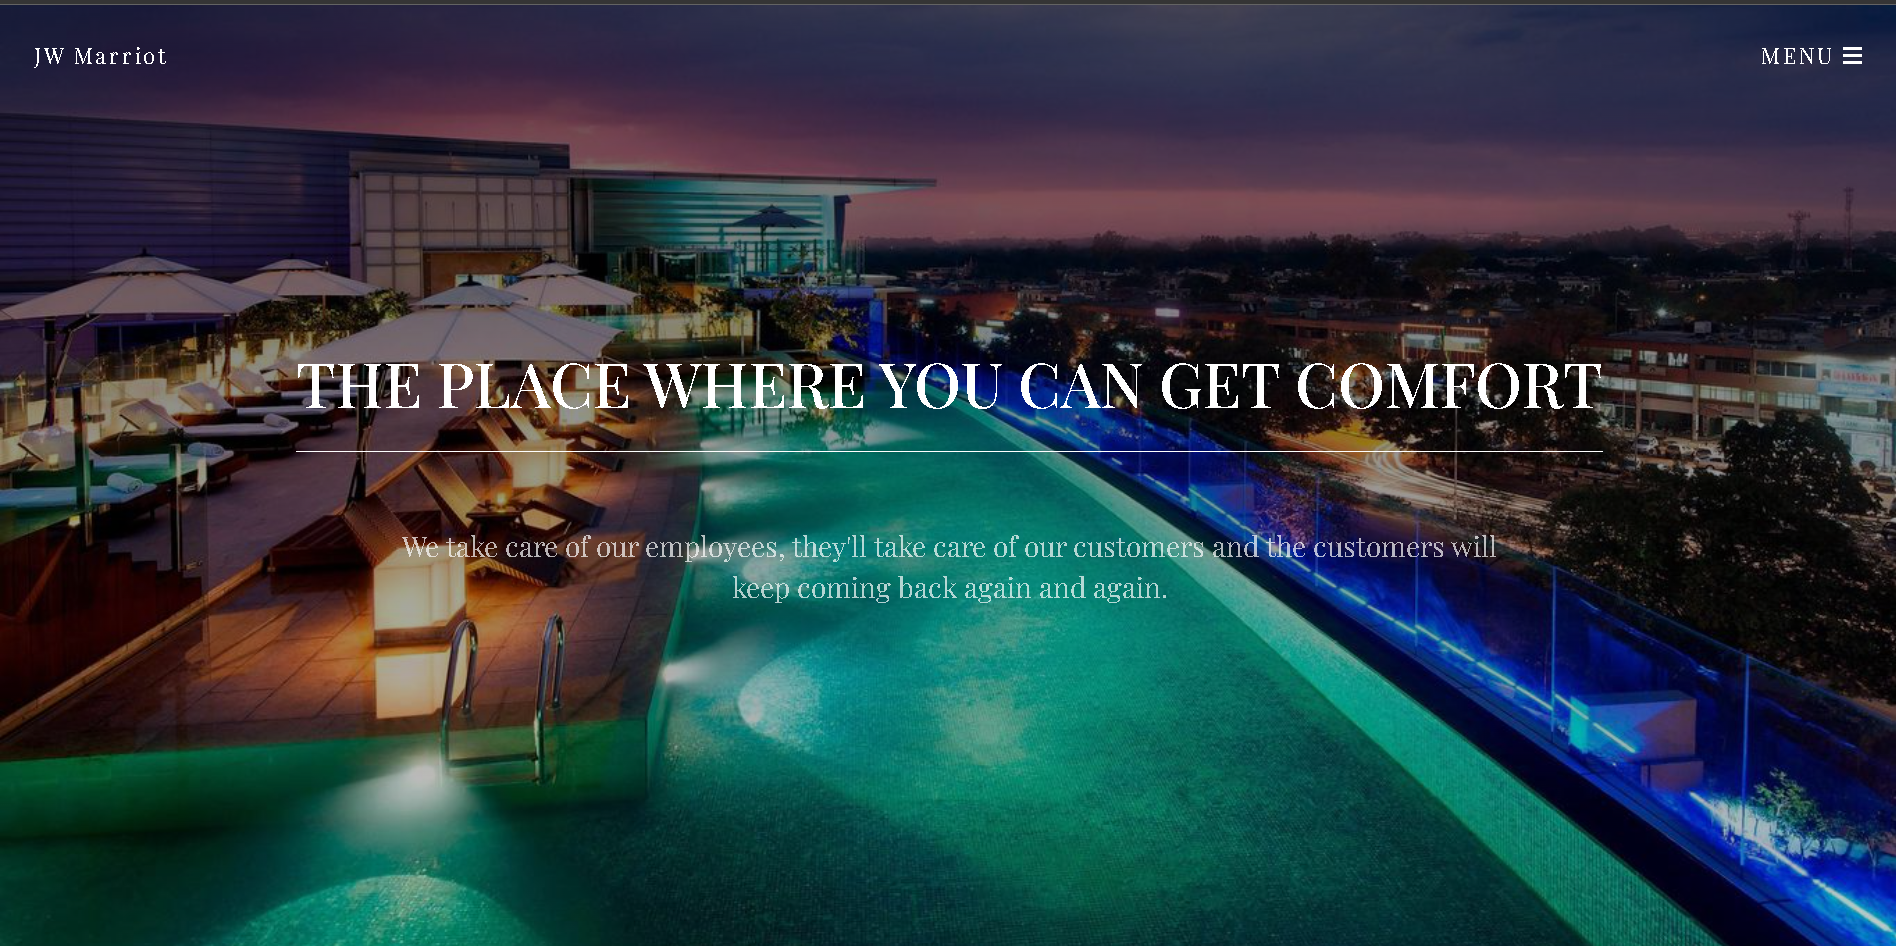 JW Marriot
MENU
THE PLACE WHERE YOU CAN GET COMFORT
We take care of our employees, they'll take care of our customers and the customers will
keep coming back again and again.